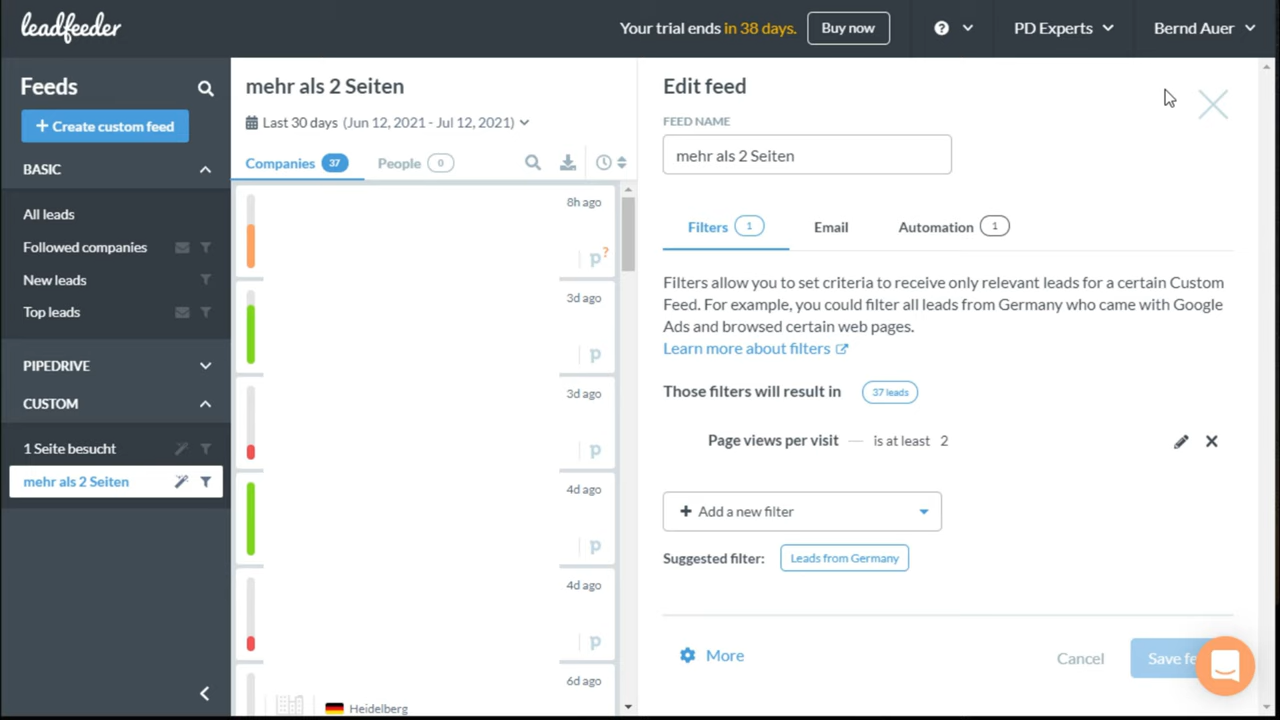 leadfeeder
Your trial ends in 38 days.
Buy now
PD Experts
Bernd Auer
Feeds
+ Create custom feed
BASIC
All leads
Followed companies
New leads
Top leads
PIPEDRIVE
CUSTOM
1 Seite besucht
mehr als 2 Seiten
mehr als 2 Seiten
Last 30 days (Jun 12, 2021 - Jul 12, 2021)
Companies 37
People 0
8h ago
p?
3d ago
p
3d ago
p
4d ago
p
4d ago
p
6d ago
Heidelberg
Edit feed
FEED NAME
mehr als 2 Seiten
Filters 1
Email
Automation 1
Filters allow you to set criteria to receive only relevant leads for a certain Custom
Feed. For example, you could filter all leads from Germany who came with Google
Ads and browsed certain web pages.
Learn more about filters
Those filters will result in 37 leads
Page views per visit — is at least 2
+ Add a new filter
Suggested filter: Leads from Germany
More
Cancel
Save